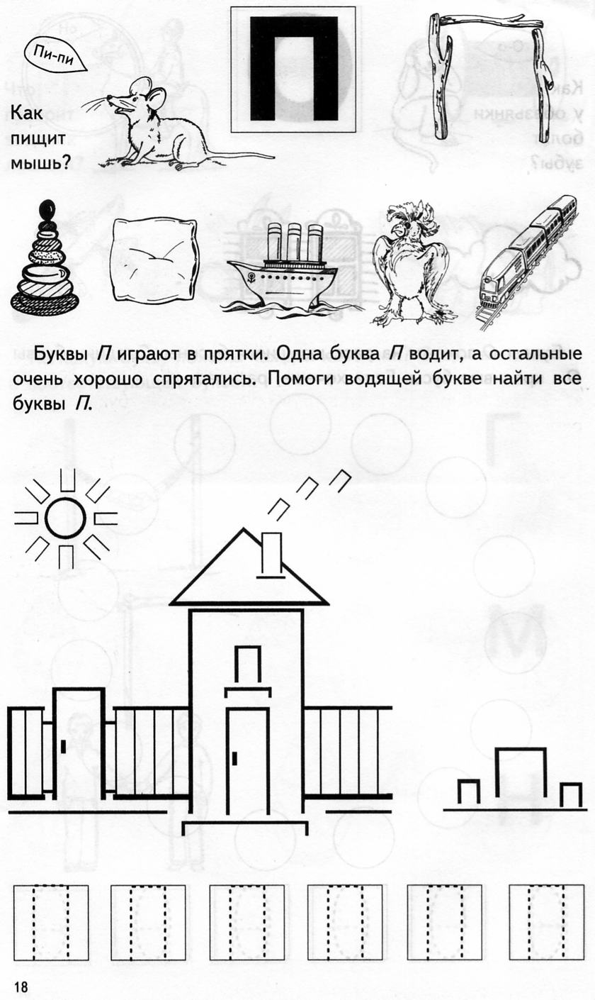 Пи-пи
П
Как
пищит
мышь?
Буквы П играют в прятки. Одна буква П водит, а остальные
очень хорошо спрятались. Помоги водящей букве найти все
буквы П.
П П П П П П
18